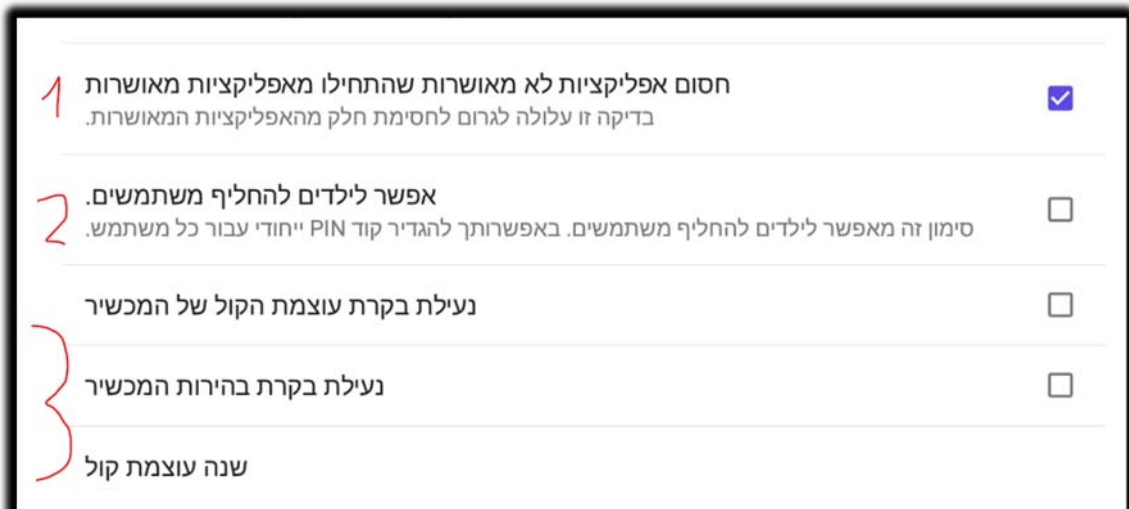 1
חסום אפליקציות לא מאושרות שהתחילו מאפליקציות מאושרות
בדיקה זו עלולה לגרום לחסימת חלק מהאפליקציות המאושרות.
2
אפשר לילדים להחליף משתמשים.
סימון זה מאפשר לילדים להחליף משתמשים. באפשרותך להגדיר קוד PIN ייחודי עבור כל משתמש.
נעילת בקרת עוצמת הקול של המכשיר
נעילת בקרת בהירות המכשיר
שנה עוצמת קול